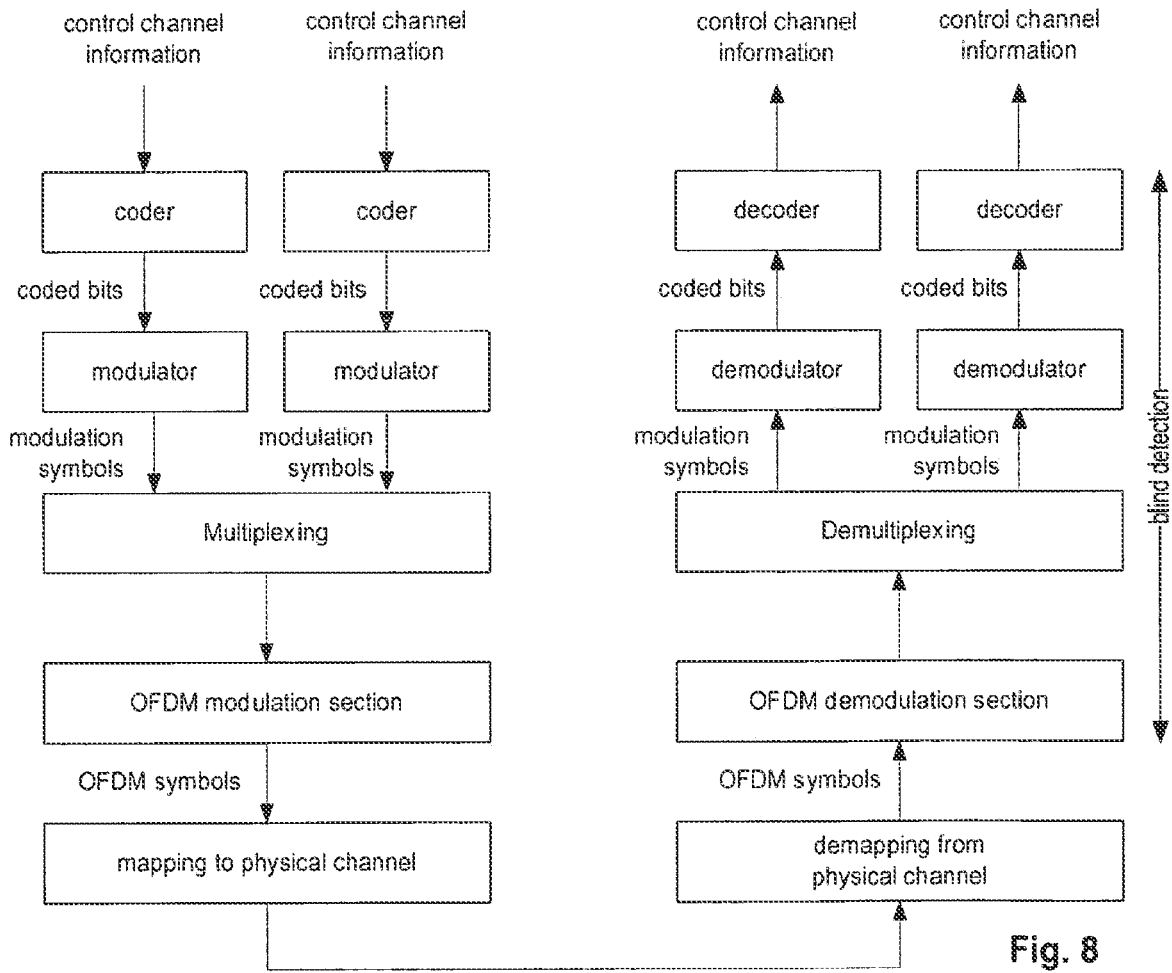 control channel
information
control channel
information
coder
coder
coded bits
coded bits
modulator
modulator
modulation
symbols
modulation
symbols
Multiplexing
OFDM modulation section
OFDM symbols
mapping to physical channel
control channel
information
control channel
information
decoder
decoder
coded bits
coded bits
demodulator
demodulator
modulation
symbols
modulation
symbols
Demultiplexing
OFDM demodulation section
OFDM symbols
demapping from
physical channel
blind detection
Fig. 8